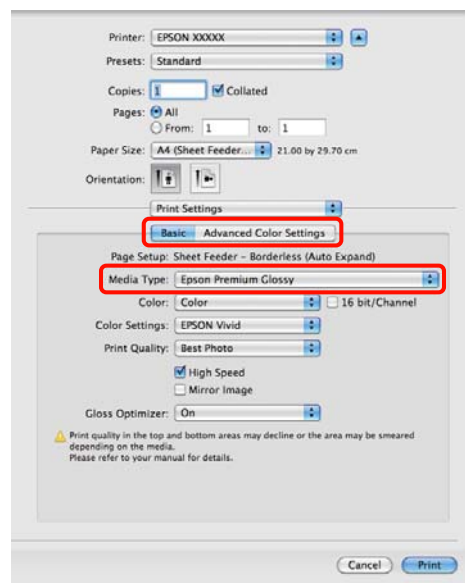 Printer: EPSON XXXXX
Presets: Standard
Copies: 1 Collated
Pages: All
From: 1 to: 1
Paper Size: A4 (Sheet Feeder... 21.00 by 29.70 cm
Orientation:
Print Settings
Basic Advanced Color Settings
Page Setup: Sheet Feeder - Borderless (Auto Expand)
Media Type: Epson Premium Glossy
Color: Color 16 bit/Channel
Color Settings: EPSON Vivid
Print Quality: Best Photo
High Speed
Mirror Image
Gloss Optimizer: On
Print quality in the top and bottom areas may decline or the area may be smeared
depending on the media.
Please refer to your manual for details.
Cancel Print